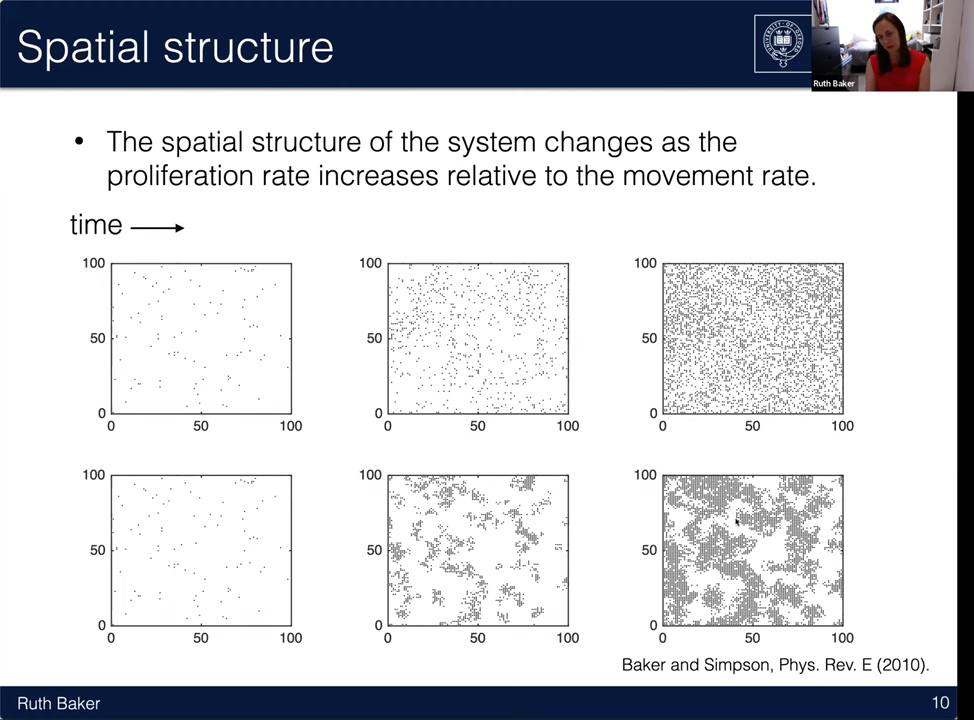 Spatial structure
UNIVERSITY OF OXFORD
Ruth Baker
• The spatial structure of the system changes as the
proliferation rate increases relative to the movement rate.
time
100 100 100
50 50 50
0 0 0
0 50 100 0 50 100 0 50 100
100 100 100
50 50 50
0 0 0
0 50 100 0 50 100 0 50 100
Baker and Simpson, Phys. Rev. E (2010).
Ruth Baker 10